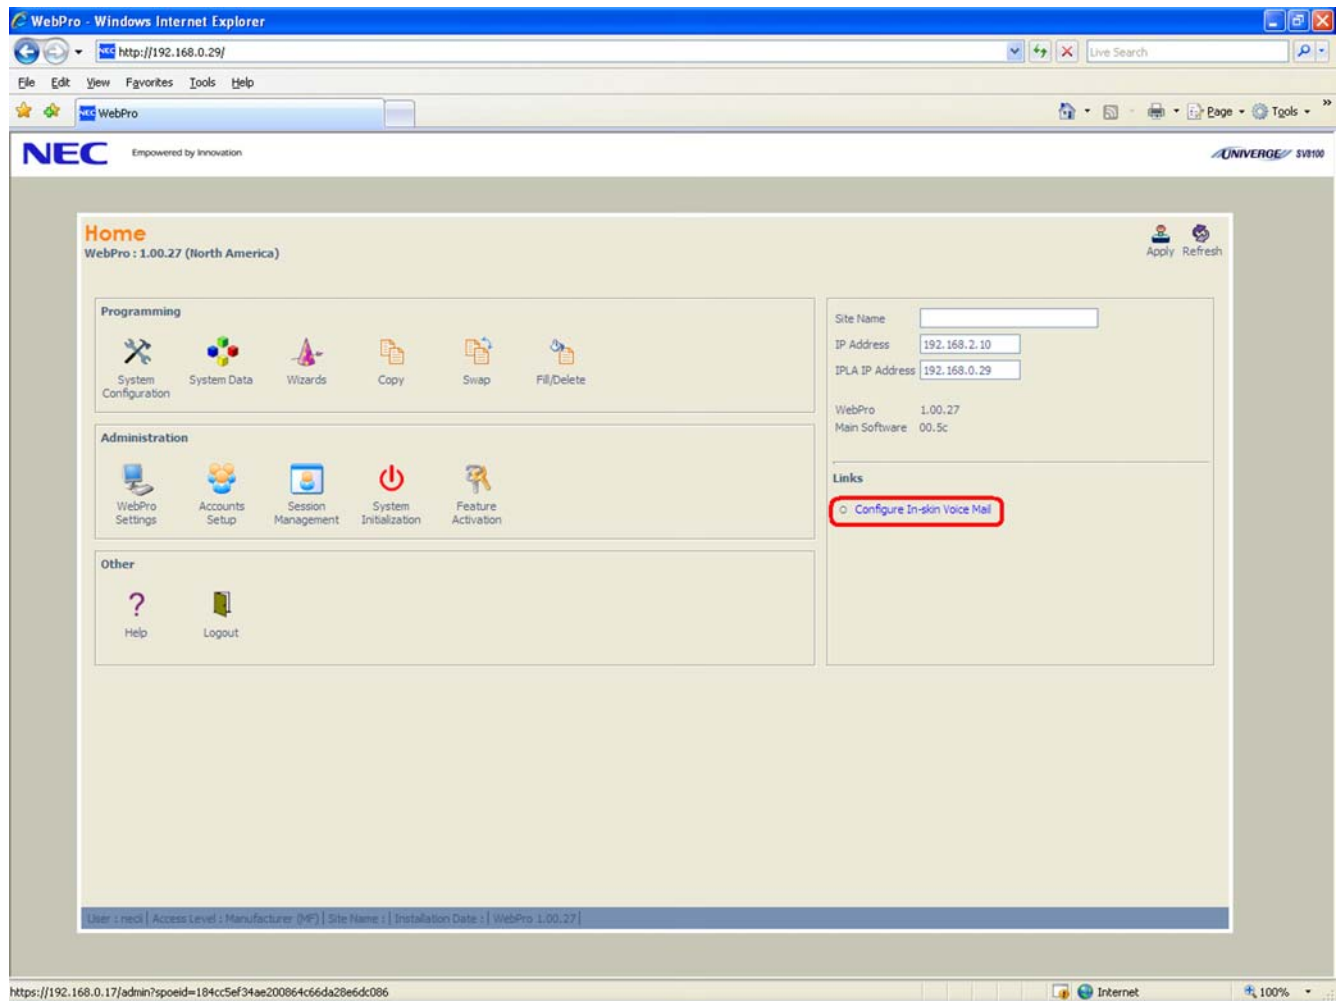 WebPro - Windows Internet Explorer
http://192.168.0.29/
Live Search
File Edit View Favorites Tools Help
WebPro
Page Tools »
NEC Empowered by Innovation
UNIVERGE SV8100
Home
WebPro : 1.00.27 (North America)
Apply Refresh
Programming
System Configuration
System Data
Wizards
Copy
Swap
Fill/Delete
Administration
WebPro Settings
Accounts Setup
Session Management
System Initialization
Feature Activation
Other
Help
Logout
Site Name
IP Address 192.168.2.10
IPLA IP Address 192.168.0.29
WebPro 1.00.27
Main Software 00.5c
Links
Configure In-skin Voice Mail
User : necii | Access Level : Manufacturer (MF) | Site Name : | Installation Date : | WebPro 1.00.27 |
https://192.168.0.17/admin?spoeid=184cc5ef34ae200864c66da28e6dc086
Internet
100%